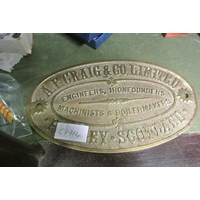 A.F. CRAIG & CO. LIMITED
ENGINEERS, IRONFOUNDERS
MACHINISTS & BOILERMAKERS
SCOTLAND